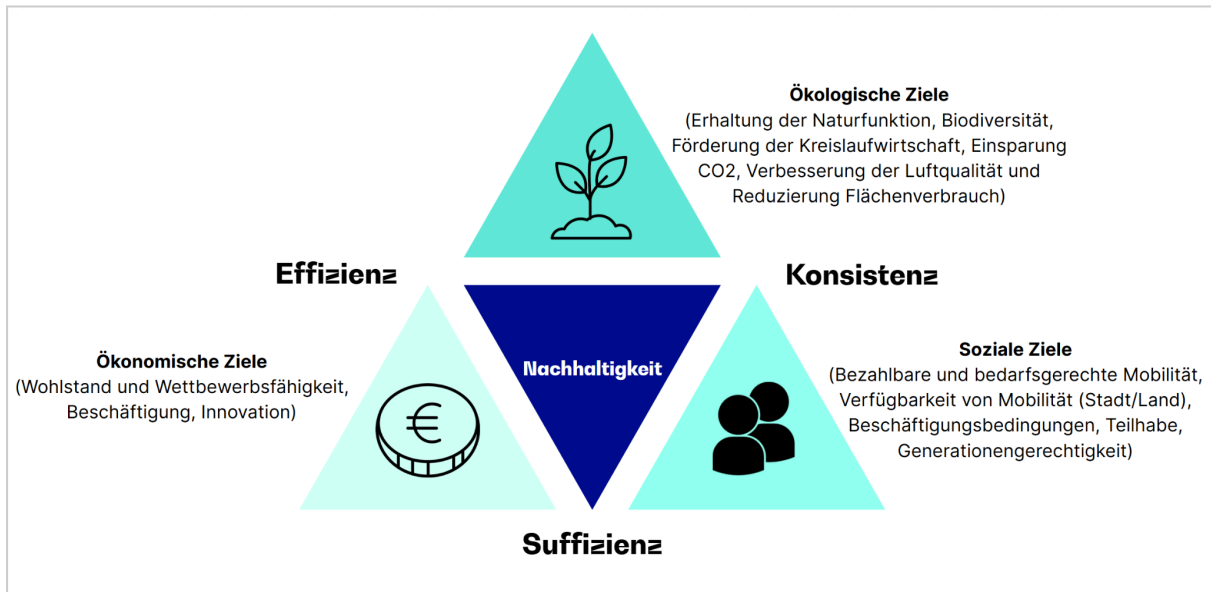 Ökologische Ziele
(Erhaltung der Naturfunktion, Biodiversität,
Förderung der Kreislaufwirtschaft, Einsparung
CO2, Verbesserung der Luftqualität und
Reduzierung Flächenverbrauch)
Effizienz
Konsistenz
Ökonomische Ziele
(Wohlstand und Wettbewerbsfähigkeit,
Beschäftigung, Innovation)
€
Nachhaltigkeit
Soziale Ziele
(Bezahlbare und bedarfsgerechte Mobilität,
Verfügbarkeit von Mobilität (Stadt/Land),
Beschäftigungsbedingungen, Teilhabe,
Generationengerechtigkeit)
Suffizienz